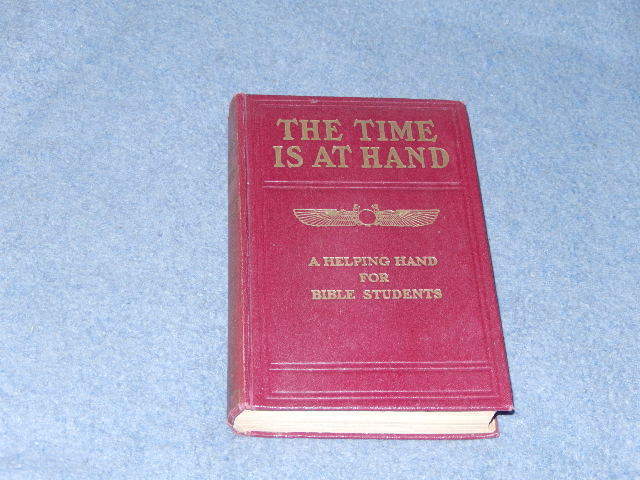 THE TIME
IS AT HAND
A HELPING HAND
FOR
BIBLE STUDENTS